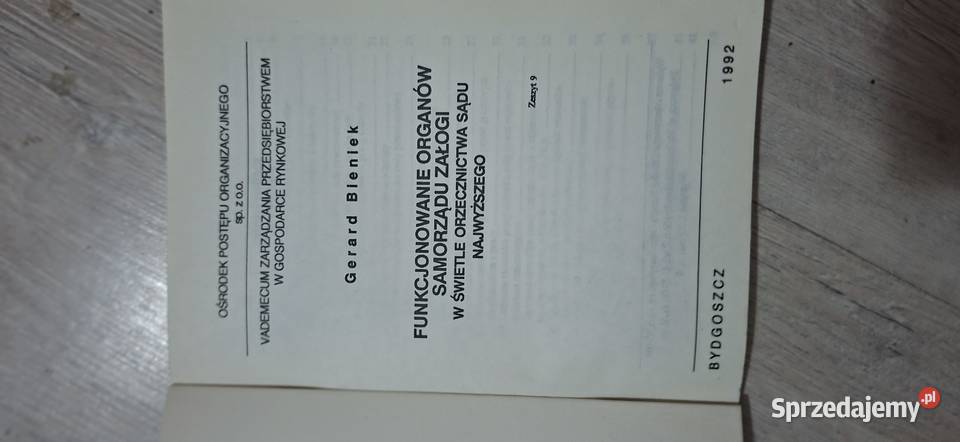 OŚRODEK POSTĘPU ORGANIZACYJNEGO
sp. z o.o.
VADEMECUM ZARZĄDZANIA PRZEDSIĘBIORSTWEM
W GOSPODARCE RYNKOWEJ
Gerard Bieniek
FUNKCJONOWANIE ORGANÓW
SAMORZĄDU ZAŁOGI
W ŚWIETLE ORZECZNICTWA SĄDU
NAJWYŻSZEGO
Zeszyt 9
BYDGOSZCZ 1992
Sprzedajemy.pl